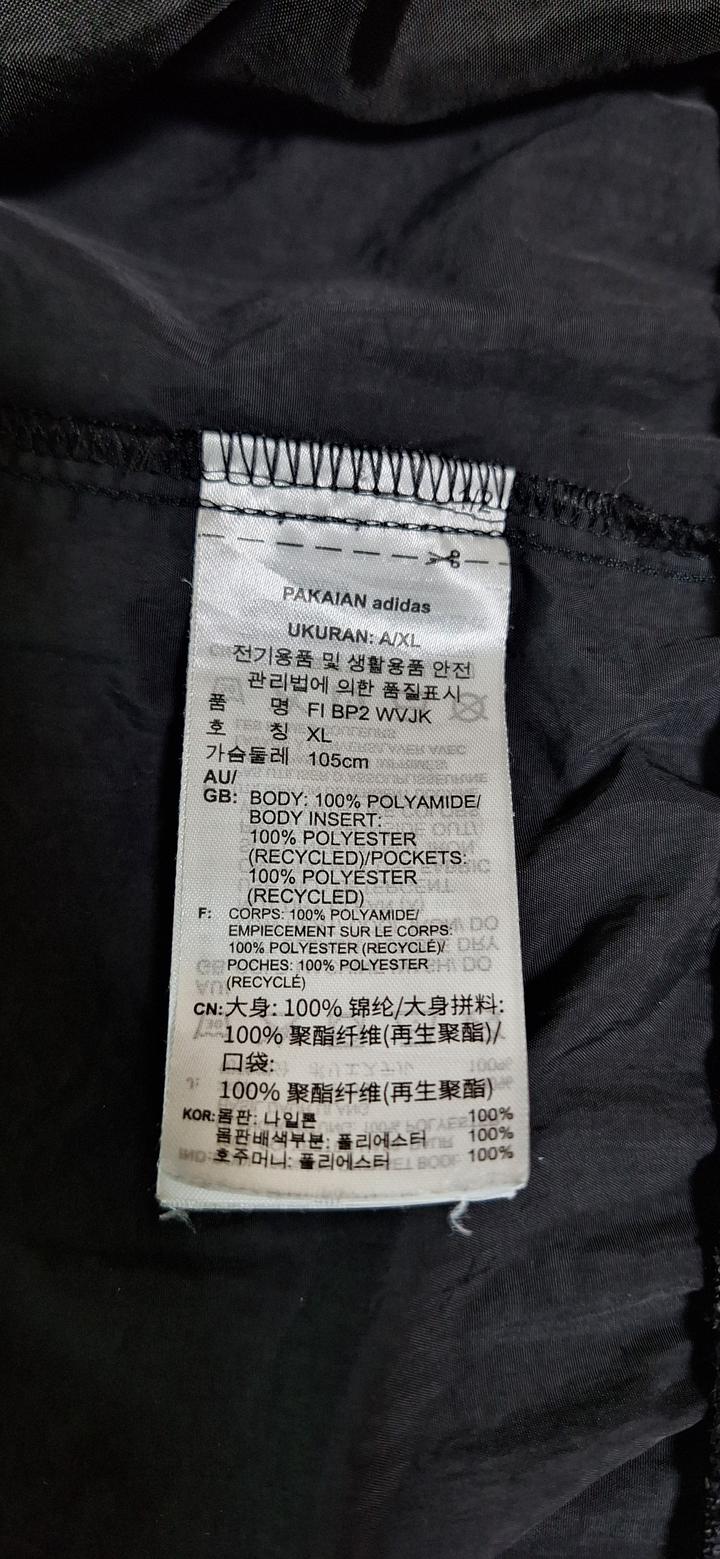 1/2
PAKAIAN adidas
UKURAN: A/XL
전기용품 및 생활용품 안전
관리법에 의한 품질표시
품 명 FI BP2 WVJK
호 칭 XL
가슴둘레 105cm
AU/
GB: BODY: 100% POLYAMIDE/
BODY INSERT:
100% POLYESTER
(RECYCLED)/POCKETS:
100% POLYESTER
(RECYCLED)
F: CORPS: 100% POLYAMIDE/
EMPIECEMENT SUR LE CORPS:
100% POLYESTER (RECYCLÉ)/
POCHES: 100% POLYESTER
(RECYCLÉ)
CN:大身: 100% 锦纶/大身拼料:
100% 聚酯纤维(再生聚酯)/
口袋:
100% 聚酯纤维(再生聚酯)
KOR:몸판: 나일론 100%
몸판배색부분: 폴리에스터 100%
호주머니: 폴리에스터 100%